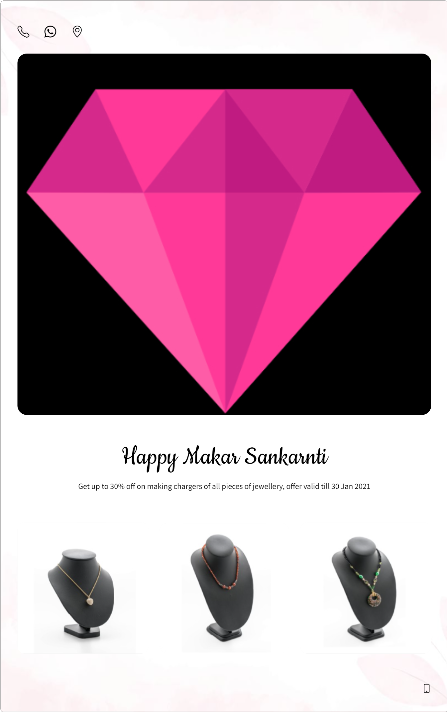 Happy Makar Sankarnti
Get up to 30% off on making chargers of all pieces of jewellery, offer valid till 30 Jan 2021